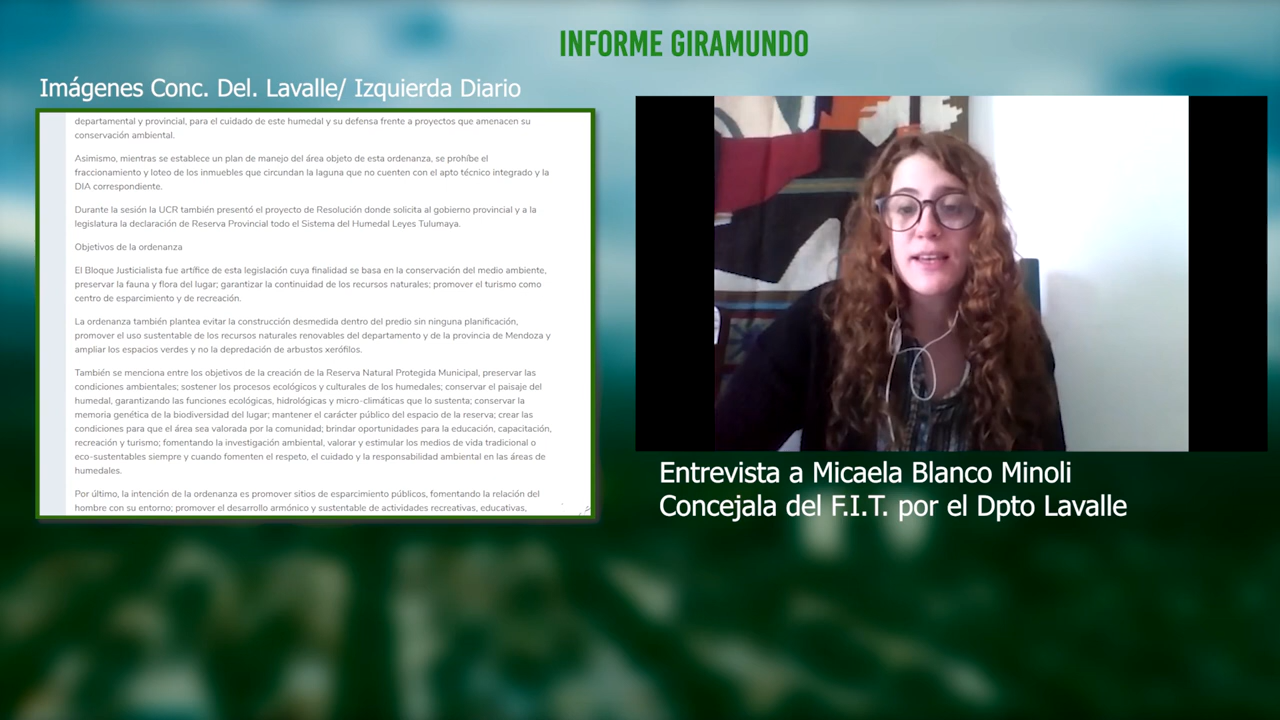 INFORME GIRAMUNDO
Imágenes Conc. Del. Lavalle/ Izquierda Diario
departamental y provincial, para el cuidado de este humedal y su defensa frente a proyectos que amenacen su
conservación ambiental.
Asimismo, mientras se establece un plan de manejo del área objeto de esta ordenanza, se prohíbe el
fraccionamiento y loteo de los inmuebles que circundan la laguna que no cuenten con el apto técnico integrado y la
DIA correspondiente.
Durante la sesión la UCR también presentó el proyecto de Resolución donde solicita al gobierno provincial y a la
legislatura la declaración de Reserva Provincial todo el Sistema del Humedal Leyes Tulumaya.
Objetivos de la ordenanza
El Bloque Justicialista fue artífice de esta legislación cuya finalidad se basa en la conservación del medio ambiente,
preservar la fauna y flora del lugar; garantizar la continuidad de los recursos naturales; promover el turismo como
centro de esparcimiento y de recreación.
La ordenanza también plantea evitar la construcción desmedida dentro del predio sin ninguna planificación,
promover el uso sustentable de los recursos naturales renovables del departamento y de la provincia de Mendoza y
ampliar los espacios verdes y no la depredación de arbustos xerófilos.
También se menciona entre los objetivos de la creación de la Reserva Natural Protegida Municipal, preservar las
condiciones ambientales; sostener los procesos ecológicos y culturales de los humedales; conservar el paisaje del
humedal, garantizando las funciones ecológicas, hidrológicas y micro-climáticas que lo sustenta; conservar la
memoria genética de la biodiversidad del lugar; mantener el carácter público del espacio de la reserva; crear las
condiciones para que el área sea valorada por la comunidad; brindar oportunidades para la educación, capacitación,
recreación y turismo; fomentando la investigación ambiental, valorar y estimular los medios de vida tradicional o
eco-sustentables siempre y cuando fomenten el respeto, el cuidado y la responsabilidad ambiental en las áreas de
humedales.
Por último, la intención de la ordenanza es promover sitios de esparcimiento públicos, fomentando la relación del
hombre con su entorno; promover el desarrollo armónico y sustentable de actividades recreativas, educativas,
Entrevista a Micaela Blanco Minoli
Concejala del F.I.T. por el Dpto Lavalle